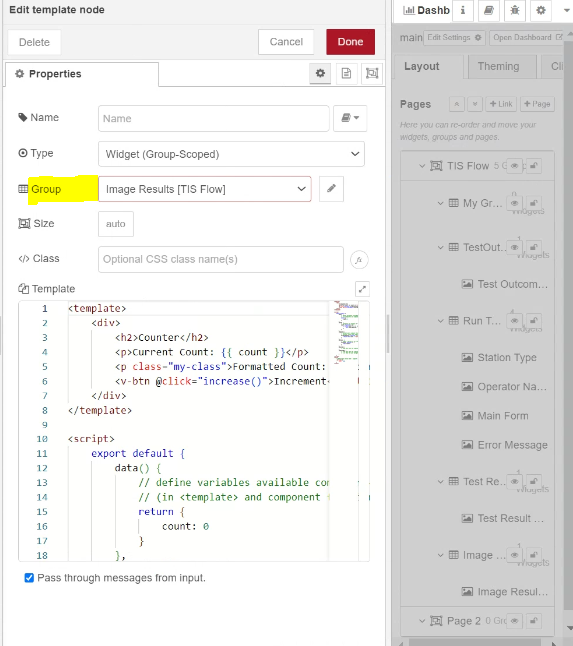 Edit template node
Delete
Cancel
Done
Properties
Name
Name
Type
Widget (Group-Scoped)
Group
Image Results [TIS Flow]
Size
auto
</> Class
Optional CSS class name(s)
Template
1 <template>
2 <div>
3 <h2>Counter</h2>
4 <p>Current Count: {{ count }}</p>
5 <p class="my-class">Formatted Count:
6 <v-btn @click="increase()">Increment<
7 </div>
8 </template>
9
10 <script>
11 export default {
12 data() {
13 // define variables available com
14 // (in <template> and component
15 return {
16 count: 0
17 }
18 },
Pass through messages from input.
Dashb
i
main
Edit Settings
Open Dashboard
Layout
Theming
Cl
Pages
+ Link
+ Page
Here you can re-order and move your
widgets, groups and pages.
TIS Flow
My Gr...
TestOut...
Test Outcom...
Run T...
Station Type
Operator Na...
Main Form
Error Message
Test Re...
Test Result ...
Image ...
Image Resul...
Page 2